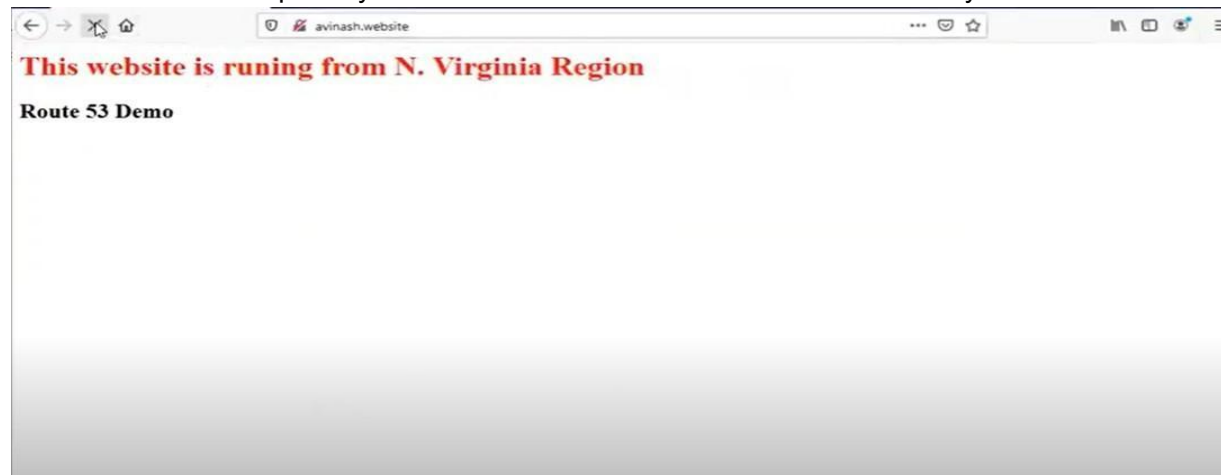 avinash.website
This website is runing from N. Virginia Region
Route 53 Demo